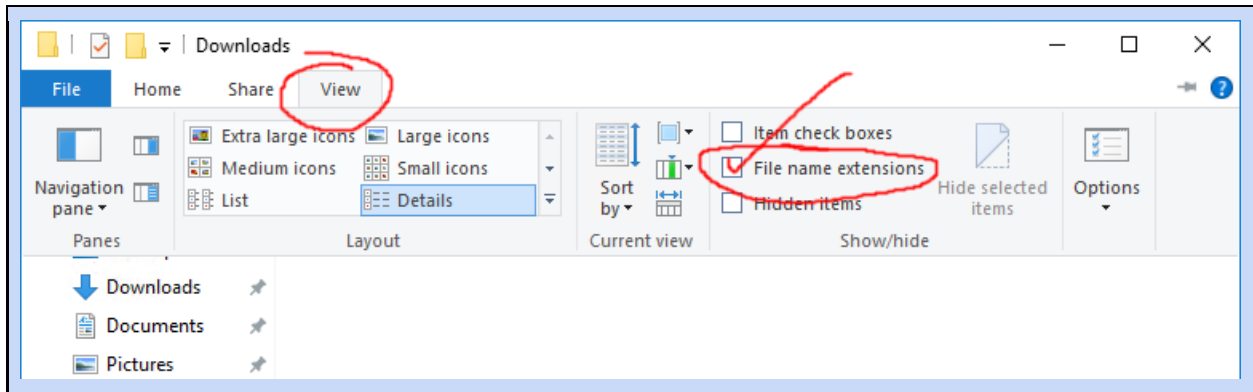 Downloads
File Home Share View
Extra large icons Large icons
Medium icons Small icons
List Details
Navigation pane
Sort by
Item check boxes
File name extensions
Hidden items
Hide selected items
Options
Panes Layout Current view Show/hide
Downloads
Documents
Pictures